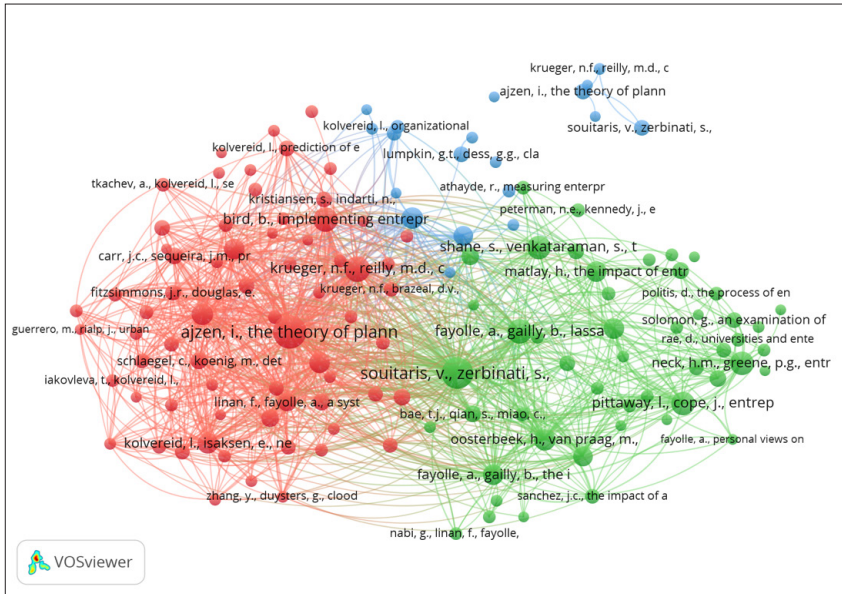 krueger, n.f., reilly, m.d., c
ajzen, i., the theory of plann
souitaris, v., zerbinati, s.,
kolvereid, l., organizational
kolvereid, l., prediction of e
lumpkin, g.t., dess, g.g., cla
tkachev, a., kolvereid, l., se
athayde, r., measuring enterpr
kristiansen, s., indarti, n.,
peterman, n.e., kennedy, j., e
bird, b., implementing entrepr
shane, s., venkataraman, s., t
carr, j.c., sequeira, j.m., pr
krueger, n.f., reilly, m.d., c
matlay, h., the impact of entr
krueger, n.f., brazeal, d.v.,
fitzsimmons, j.r., douglas, e.
politis, d., the process of en
solomon, g., an examination of
guerrero, m., rialp, j., urban
ajzen, i., the theory of plann
fayolle, a., gailly, b., lassa
rae, d., universities and ente
schlaegel, c., koenig, m., det
neck, h.m., greene, p.g., entr
souitaris, v., zerbinati, s.,
iakovleva, t., kolvereid, l.,
linan, f., fayolle, a., a syst
pittaway, l., cope, j., entrep
bae, t.j., qian, s., miao, c.,
kolvereid, l., isaksen, e., ne
oosterbeek, h., van praag, m.,
fayolle, a., personal views on
fayolle, a., gailly, b., the i
zhang, y., duysters, g., clood
sanchez, j.c., the impact of a
nabi, g., linan, f., fayolle,
VOSviewer